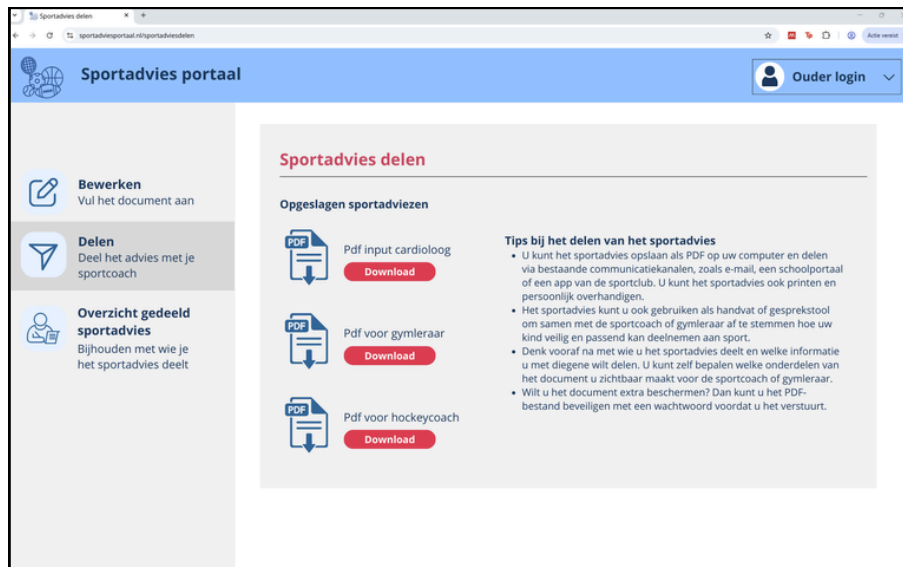 Sportadvies delen
sportadviesportaal.nl/sportadviesdelen
Actie vereist
Sportadvies portaal
Ouder login
Bewerken
Vul het document aan
Delen
Deel het advies met je
sportcoach
Overzicht gedeeld
sportadvies
Bijhouden met wie je
het sportadvies deelt
Sportadvies delen
Opgeslagen sportadviezen
PDF
Pdf input cardioloog
Download
PDF
Pdf voor gymleraar
Download
PDF
Pdf voor hockeycoach
Download
Tips bij het delen van het sportadvies
• U kunt het sportadvies opslaan als PDF op uw computer en delen
via bestaande communicatiekanalen, zoals e-mail, een schoolportaal
of een app van de sportclub. U kunt het sportadvies ook printen en
persoonlijk overhandigen.
• Het sportadvies kunt u ook gebruiken als handvat of gespreksstool
om samen met de sportcoach of gymleraar af te stemmen hoe uw
kind veilig en passend kan deelnemen aan sport.
• Denk vooraf na met wie u het sportadvies deelt en welke informatie
u met diegene wilt delen. U kunt zelf bepalen welke onderdelen van
het document u zichtbaar maakt voor de sportcoach of gymleraar.
• Wilt u het document extra beschermen? Dan kunt u het PDF-
bestand beveiligen met een wachtwoord voordat u het verstuurt.